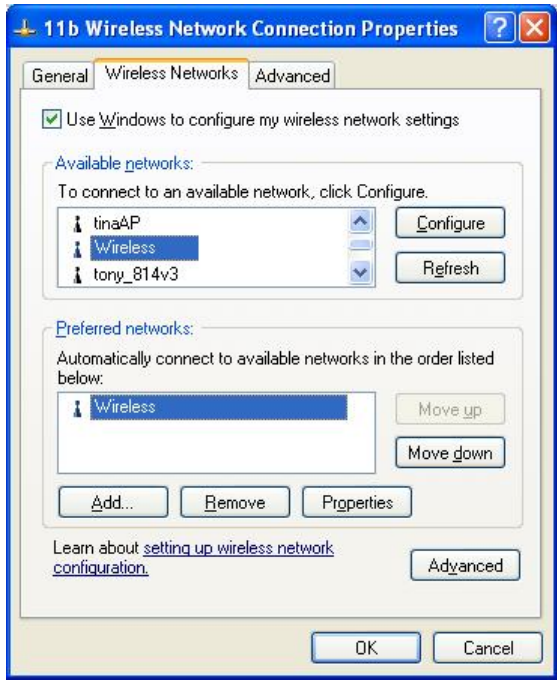 11b Wireless Network Connection Properties
General Wireless Networks Advanced
Use Windows to configure my wireless network settings
Available networks:
To connect to an available network, click Configure.
tinaAP
Wireless
tony_814v3
Configure
Refresh
Preferred networks:
Automatically connect to available networks in the order listed
below:
Wireless
Move up
Move down
Add... Remove Properties
Learn about setting up wireless network
configuration.
Advanced
OK Cancel